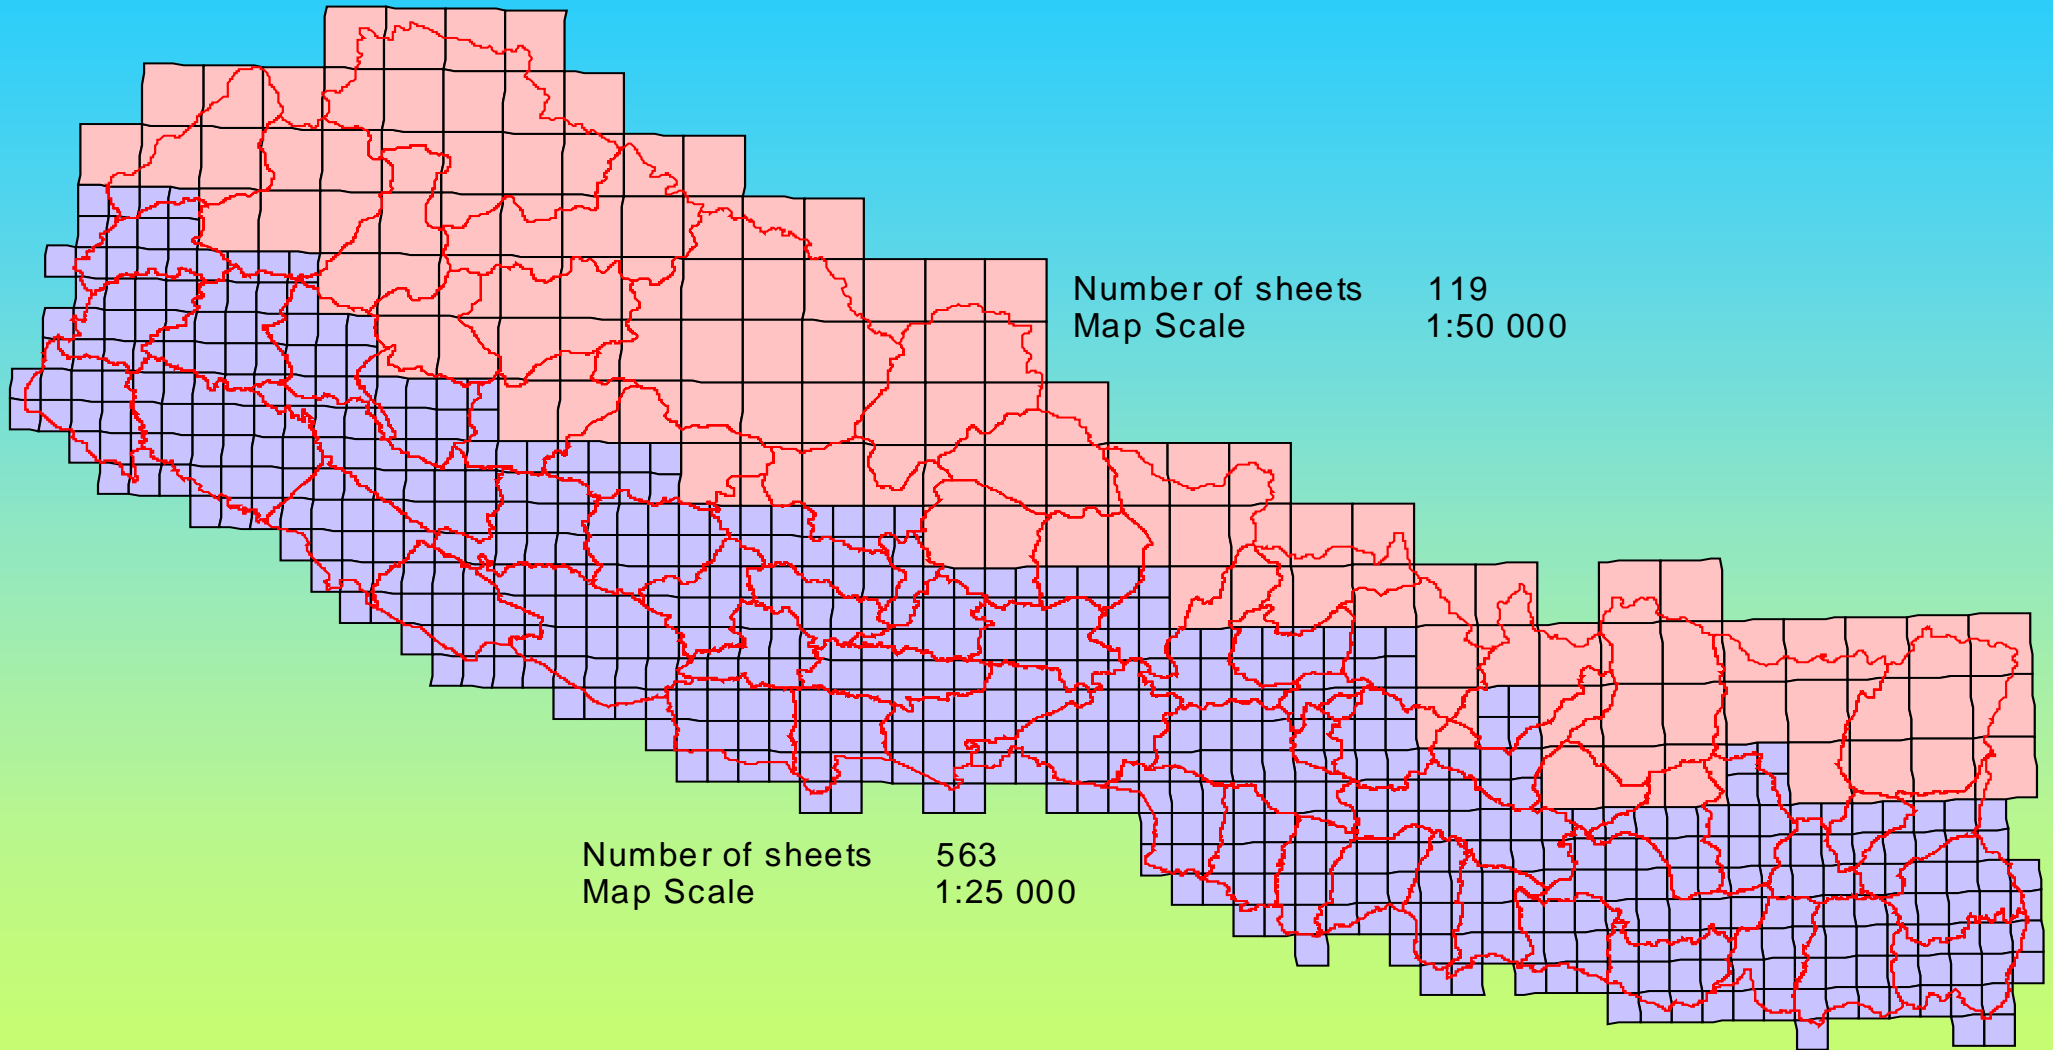 Number of sheets 119
Map Scale 1:50 000
Number of sheets 563
Map Scale 1:25 000